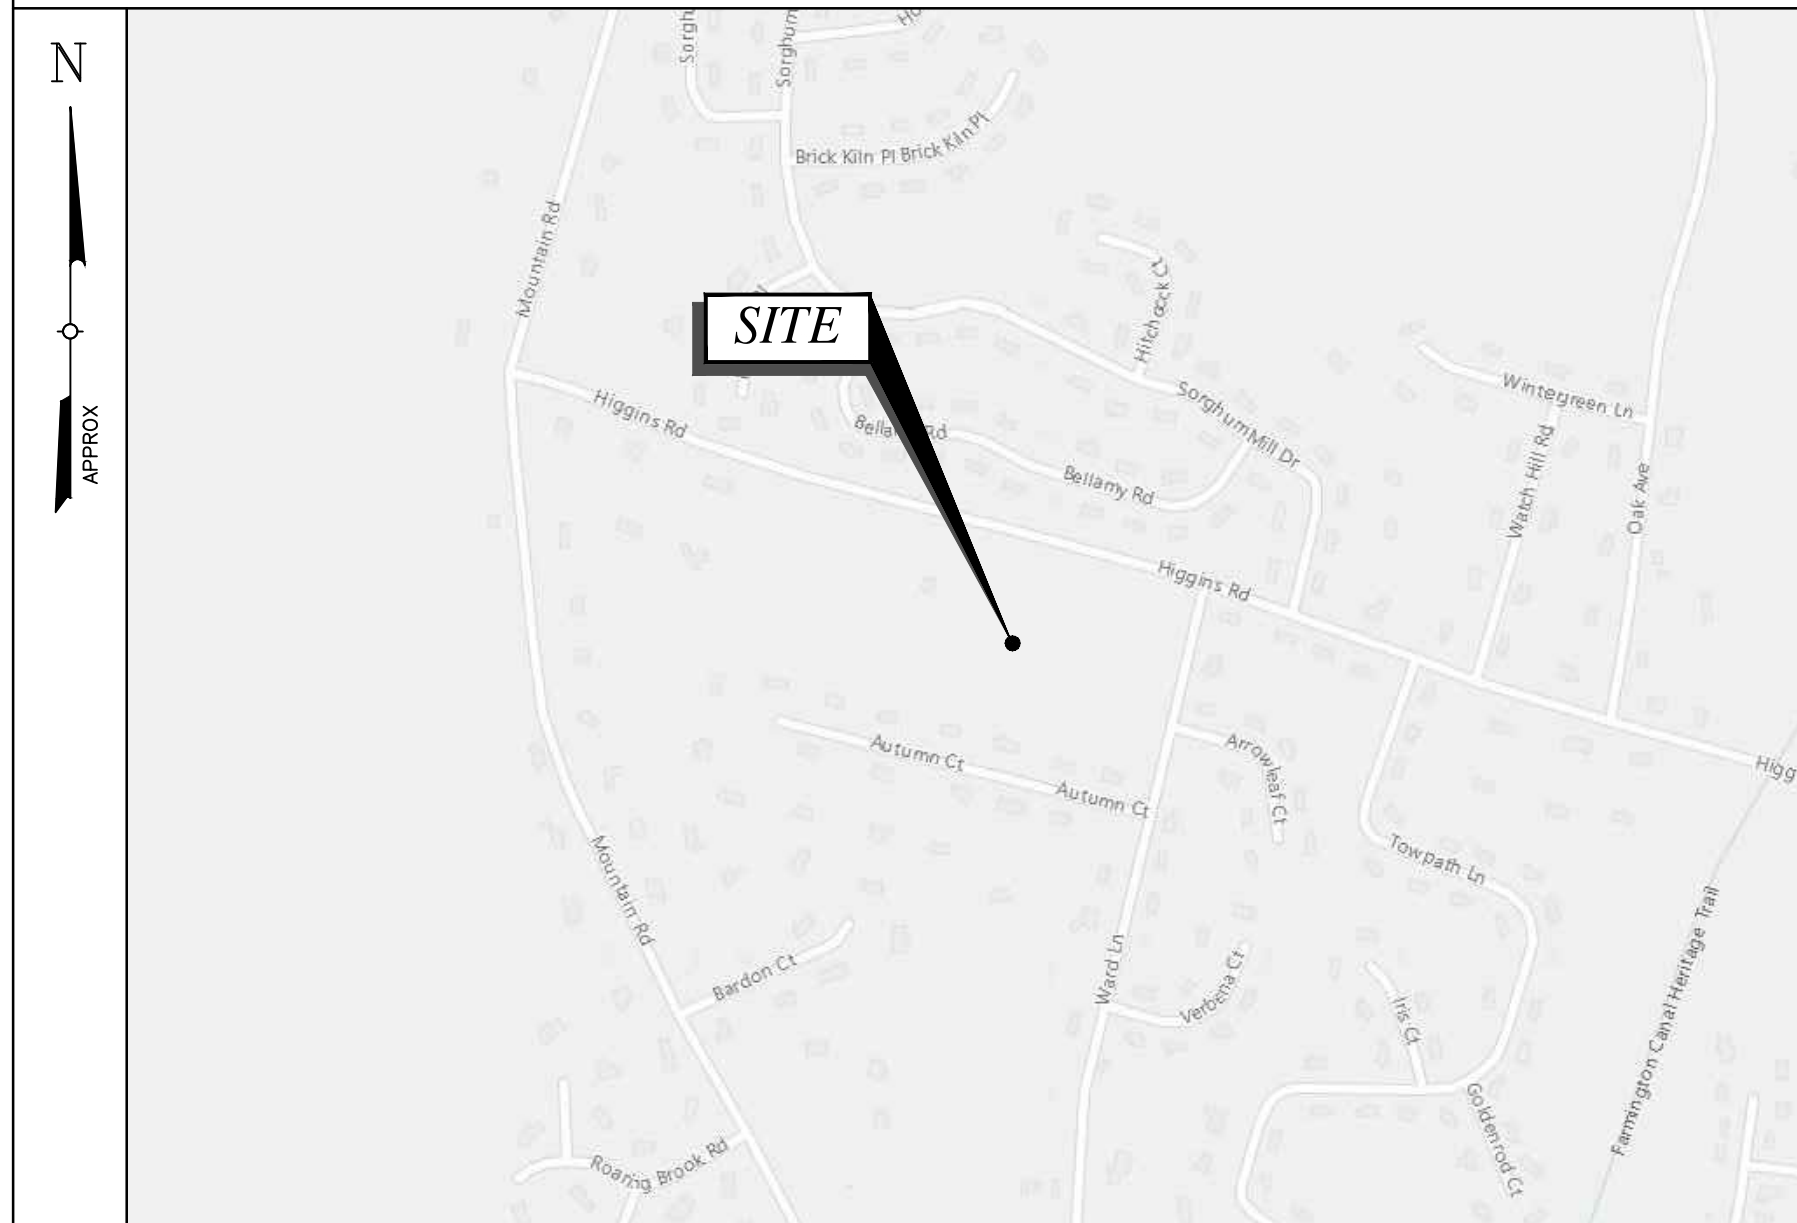 N
APPROX
Sorghum
Brick Kiln Pl Brick Kiln Pl
Mountain Rd
Hitchcock Ct
SITE
Higgins Rd
Rd
Sorghum Mill Dr
Bellamy Rd
Wintergreen Ln
Watch Hill Rd
Oak Ave
Higgins Rd
Autumn Ct
Autumn Ct
Arrowleaf Ct
Higg
Towpath Ln
Mountain Rd
Bardon Ct
Ward Ln
Verbena Ct
Iris Ct
Farmington Canal Heritage Trail
Goldenrod Ct
Roaring Brook Rd